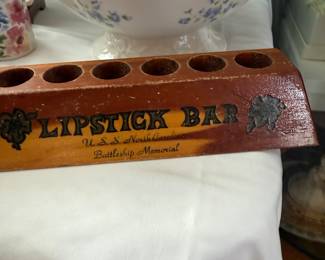 LIPSTICK BAR
U.S.S. North Carolina
Battleship Memorial